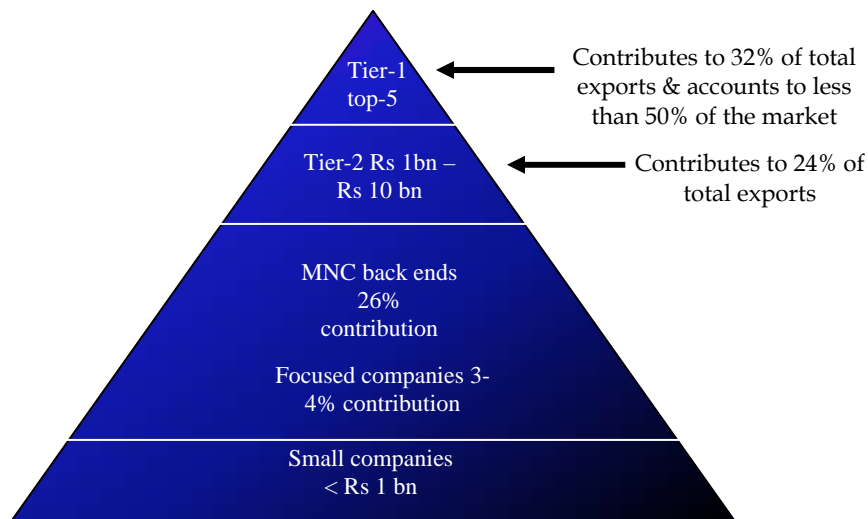 Tier-1
top-5
Contributes to 32% of total
exports & accounts to less
than 50% of the market
Tier-2 Rs 1bn –
Rs 10 bn
Contributes to 24% of
total exports
MNC back ends
26%
contribution
Focused companies 3-
4% contribution
Small companies
< Rs 1 bn